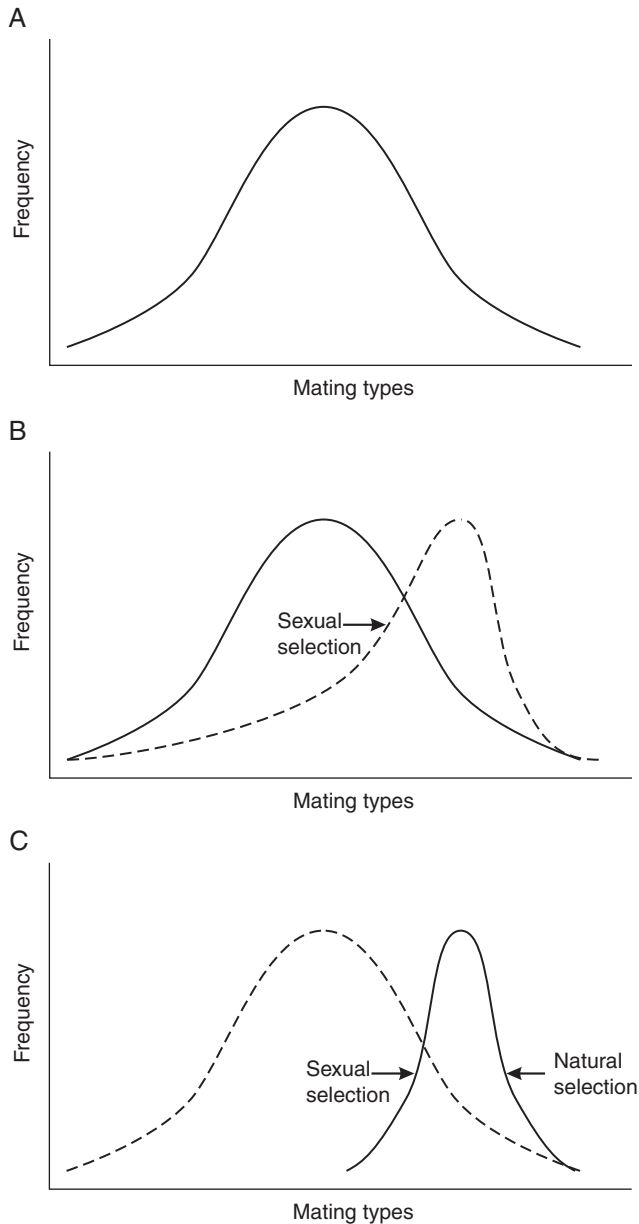 A
Frequency
Mating types
B
Frequency
Sexual
selection
Mating types
C
Frequency
Sexual
selection
Natural
selection
Mating types